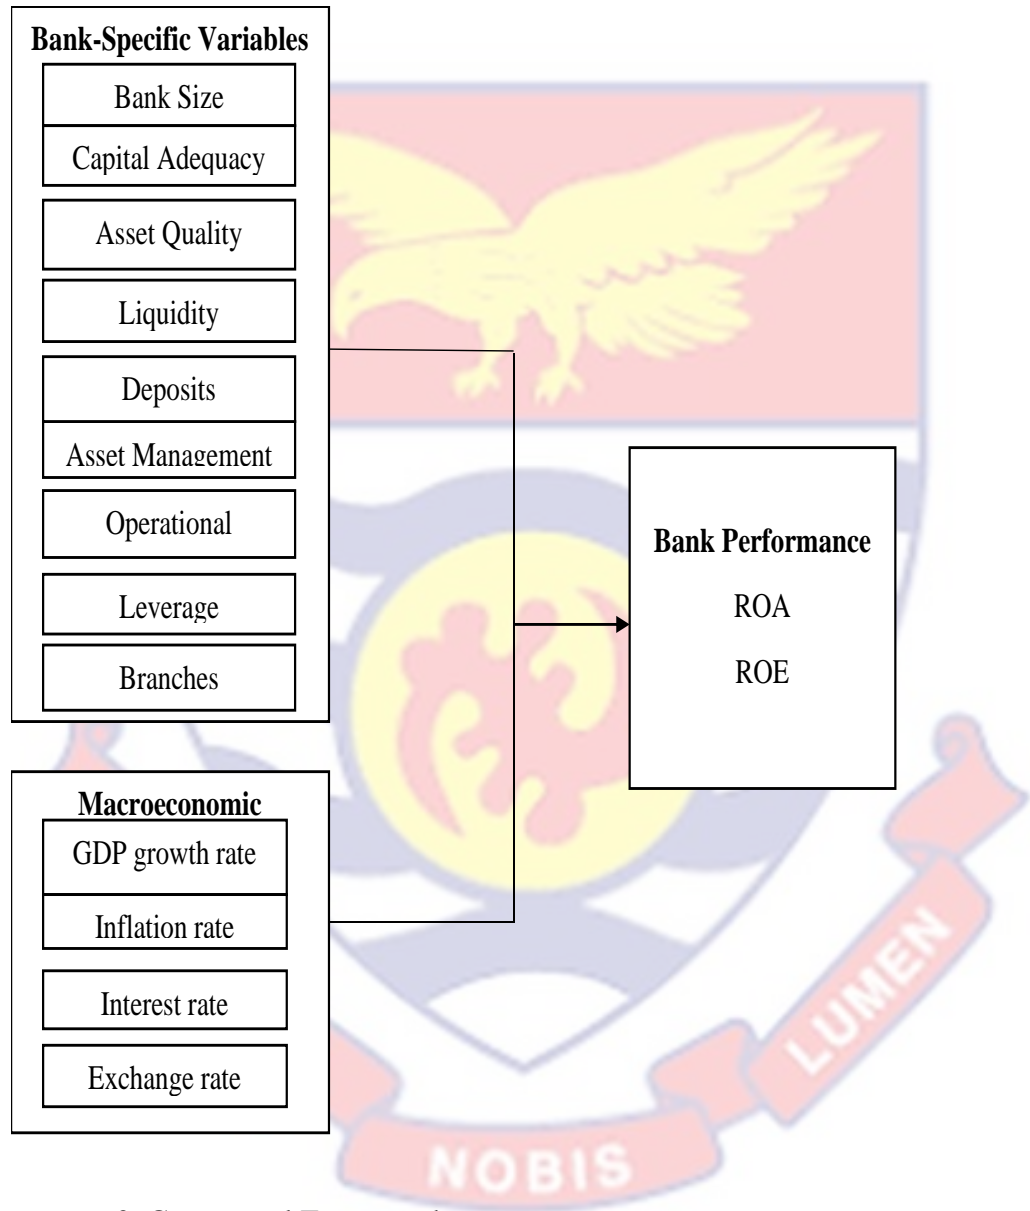 Bank-Specific Variables
Bank Size
Capital Adequacy
Asset Quality
Liquidity
Deposits
Asset Management
Operational
Leverage
Branches
Bank Performance
ROA
ROE
Macroeconomic
GDP growth rate
Inflation rate
Interest rate
Exchange rate
LUMEN
NOBIS